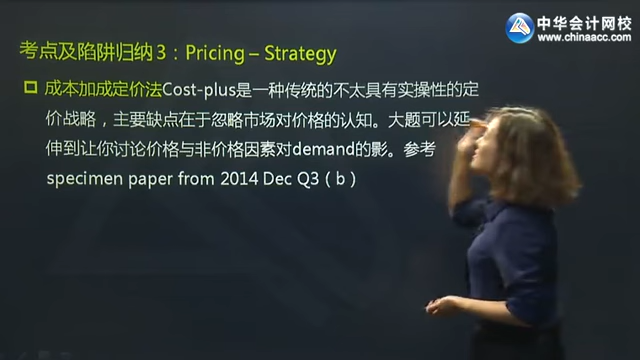 中华会计网校
www.chinaacc.com
考点及陷阱归纳3：Pricing – Strategy
成本加成定价法Cost-plus是一种传统的不太具有实操性的定
价战略，主要缺点在于忽略市场对价格的认知。大题可以延
伸到让你讨论价格与非价格因素对demand的影。参考
specimen paper from 2014 Dec Q3（b）